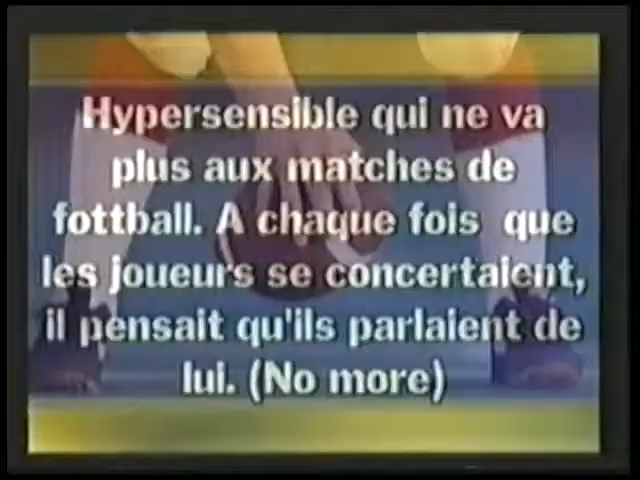 Hypersensible qui ne va
plus aux matches de
fottball. A chaque fois que
les joueurs se concertaient,
il pensait qu'ils parlaient de
lui. (No more)